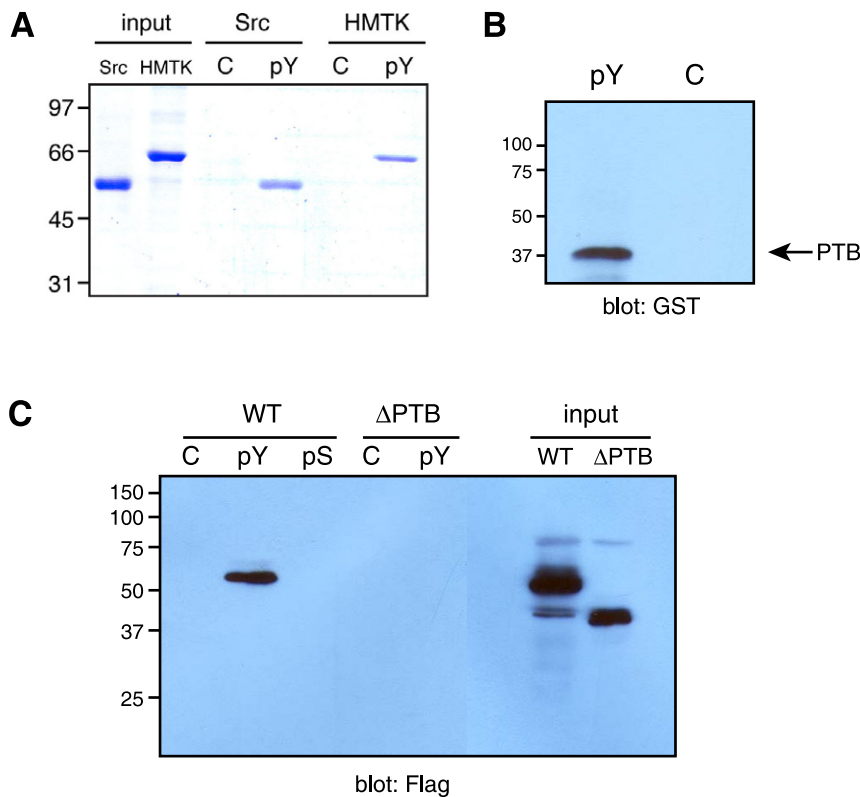 A
input Src HMTK
Src HMTK C pY C pY
97
66
45
31
B
pY C
100
75
50
37
PTB
blot: GST
C
WT ΔPTB input
C pY pS C pY WT ΔPTB
150
100
75
50
37
25
blot: Flag